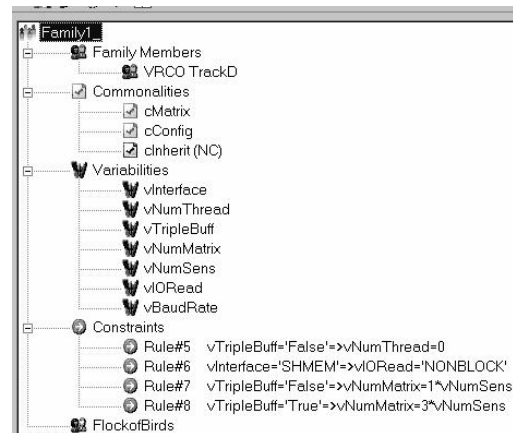 Family1_
Family Members
VRCO TrackD
Commonalities
cMatrix
cConfig
cInherit (NC)
Variabilities
vInterface
vNumThread
vTripleBuff
vNumMatrix
vNumSens
vIORead
vBaudRate
Constraints
Rule#5 vTripleBuff='False'=>vNumThread=0
Rule#6 vInterface='SHMEM'=>vIORead='NONBLOCK'
Rule#7 vTripleBuff='False'=>vNumMatrix=1*vNumSens
Rule#8 vTripleBuff='True'=>vNumMatrix=3*vNumSens
FlockofBirds